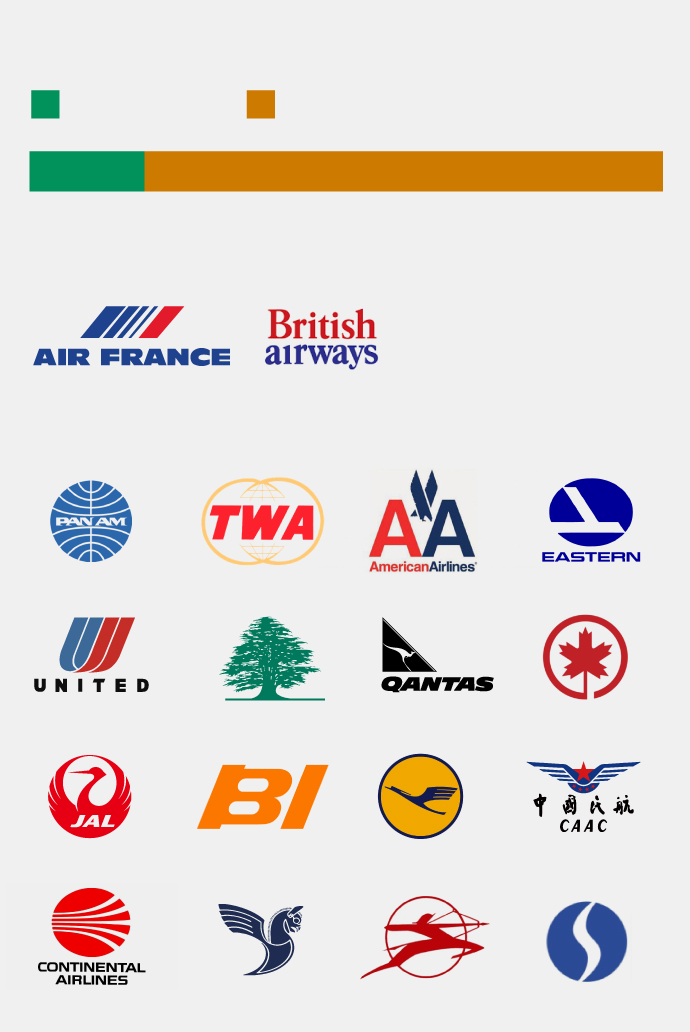 AIR FRANCE
British
airways
PAN AM
TWA
AA
AmericanAirlines®
EASTERN
UNITED
QANTAS
JAL
BI
中國民航
CAAC
CONTINENTAL
AIRLINES